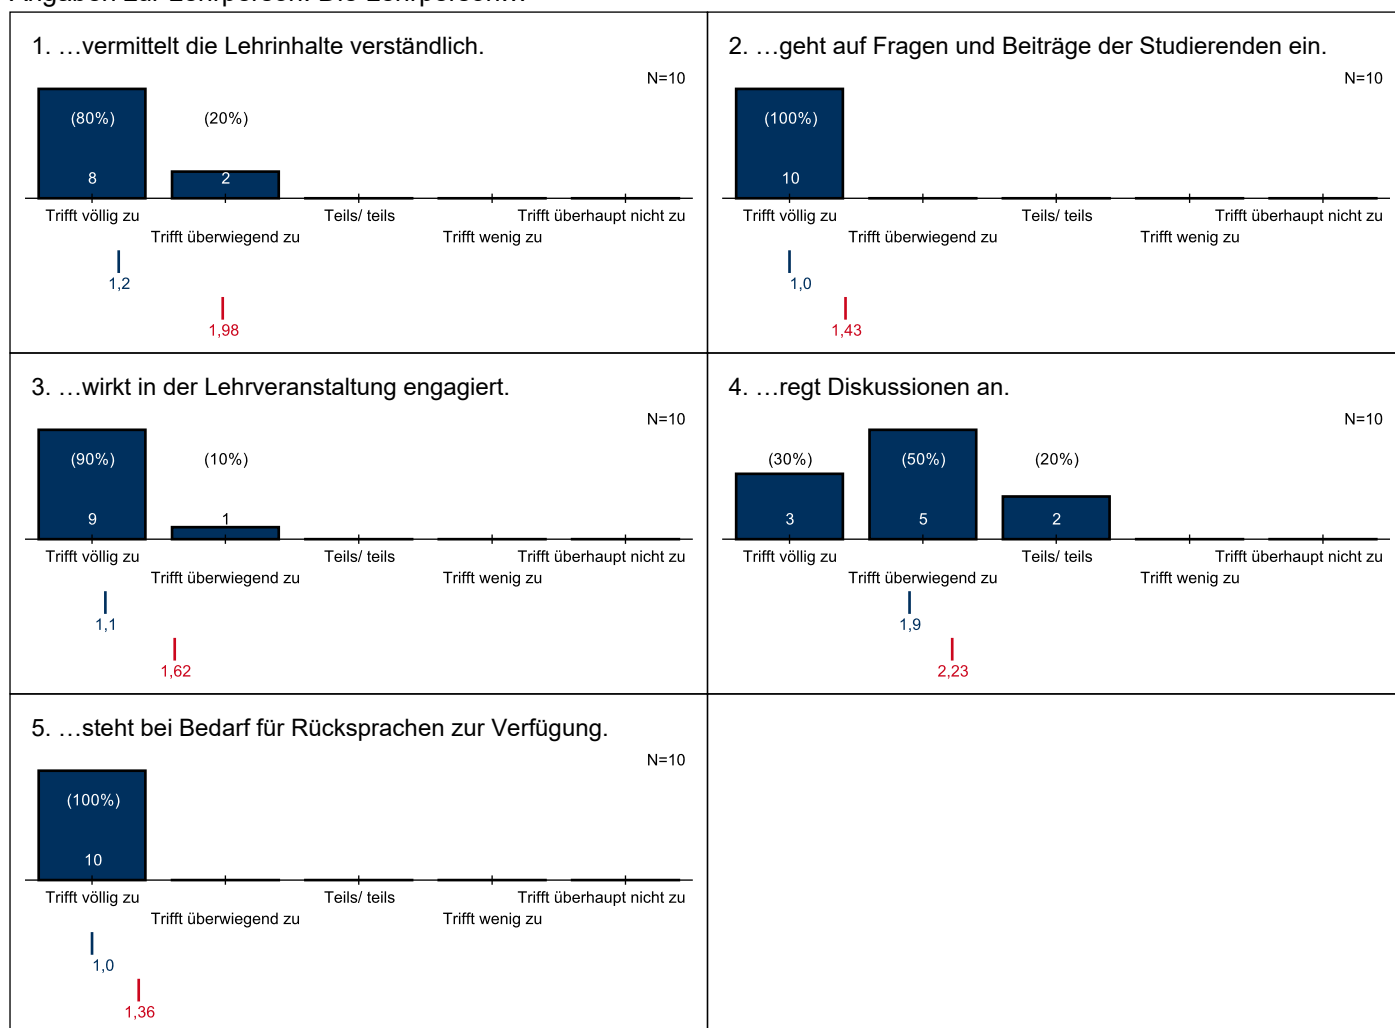 1. …vermittelt die Lehrinhalte verständlich.
N=10
(80%) (20%)
8 2
Trifft völlig zu Teils/ teils Trifft überhaupt nicht zu
Trifft überwiegend zu Trifft wenig zu
1,2
1,98
2. …geht auf Fragen und Beiträge der Studierenden ein.
N=10
(100%)
10
Trifft völlig zu Teils/ teils Trifft überhaupt nicht zu
Trifft überwiegend zu Trifft wenig zu
1,0
1,43
3. …wirkt in der Lehrveranstaltung engagiert.
N=10
(90%) (10%)
9 1
Trifft völlig zu Teils/ teils Trifft überhaupt nicht zu
Trifft überwiegend zu Trifft wenig zu
1,1
1,62
4. …regt Diskussionen an.
N=10
(30%) (50%) (20%)
3 5 2
Trifft völlig zu Teils/ teils Trifft überhaupt nicht zu
Trifft überwiegend zu Trifft wenig zu
1,9
2,23
5. …steht bei Bedarf für Rücksprachen zur Verfügung.
N=10
(100%)
10
Trifft völlig zu Teils/ teils Trifft überhaupt nicht zu
Trifft überwiegend zu Trifft wenig zu
1,0
1,36